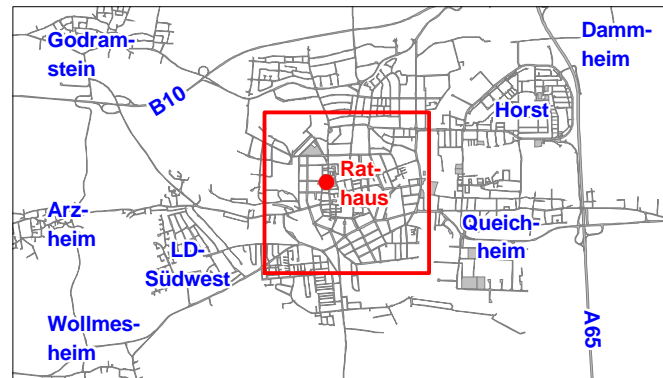 Godram-
stein
Damm-
heim
B10
Horst
Rat-
haus
Arz-
heim
Queich-
heim
LD-
Südwest
Wollmes-
heim
A65